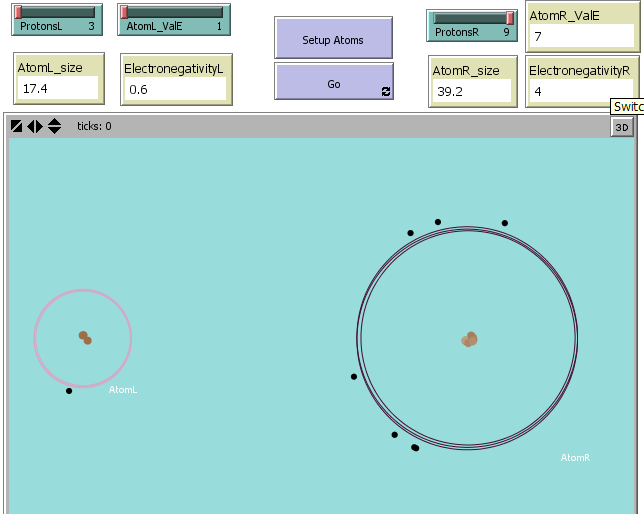 ProtonsL 3
AtomL_ValE 1
Setup Atoms
ProtonsR 9
AtomR_ValE
7
AtomL_size
17.4
ElectronegativityL
0.6
Go
AtomR_size
39.2
ElectronegativityR
4
Switc
ticks: 0
3D
AtomL
AtomR